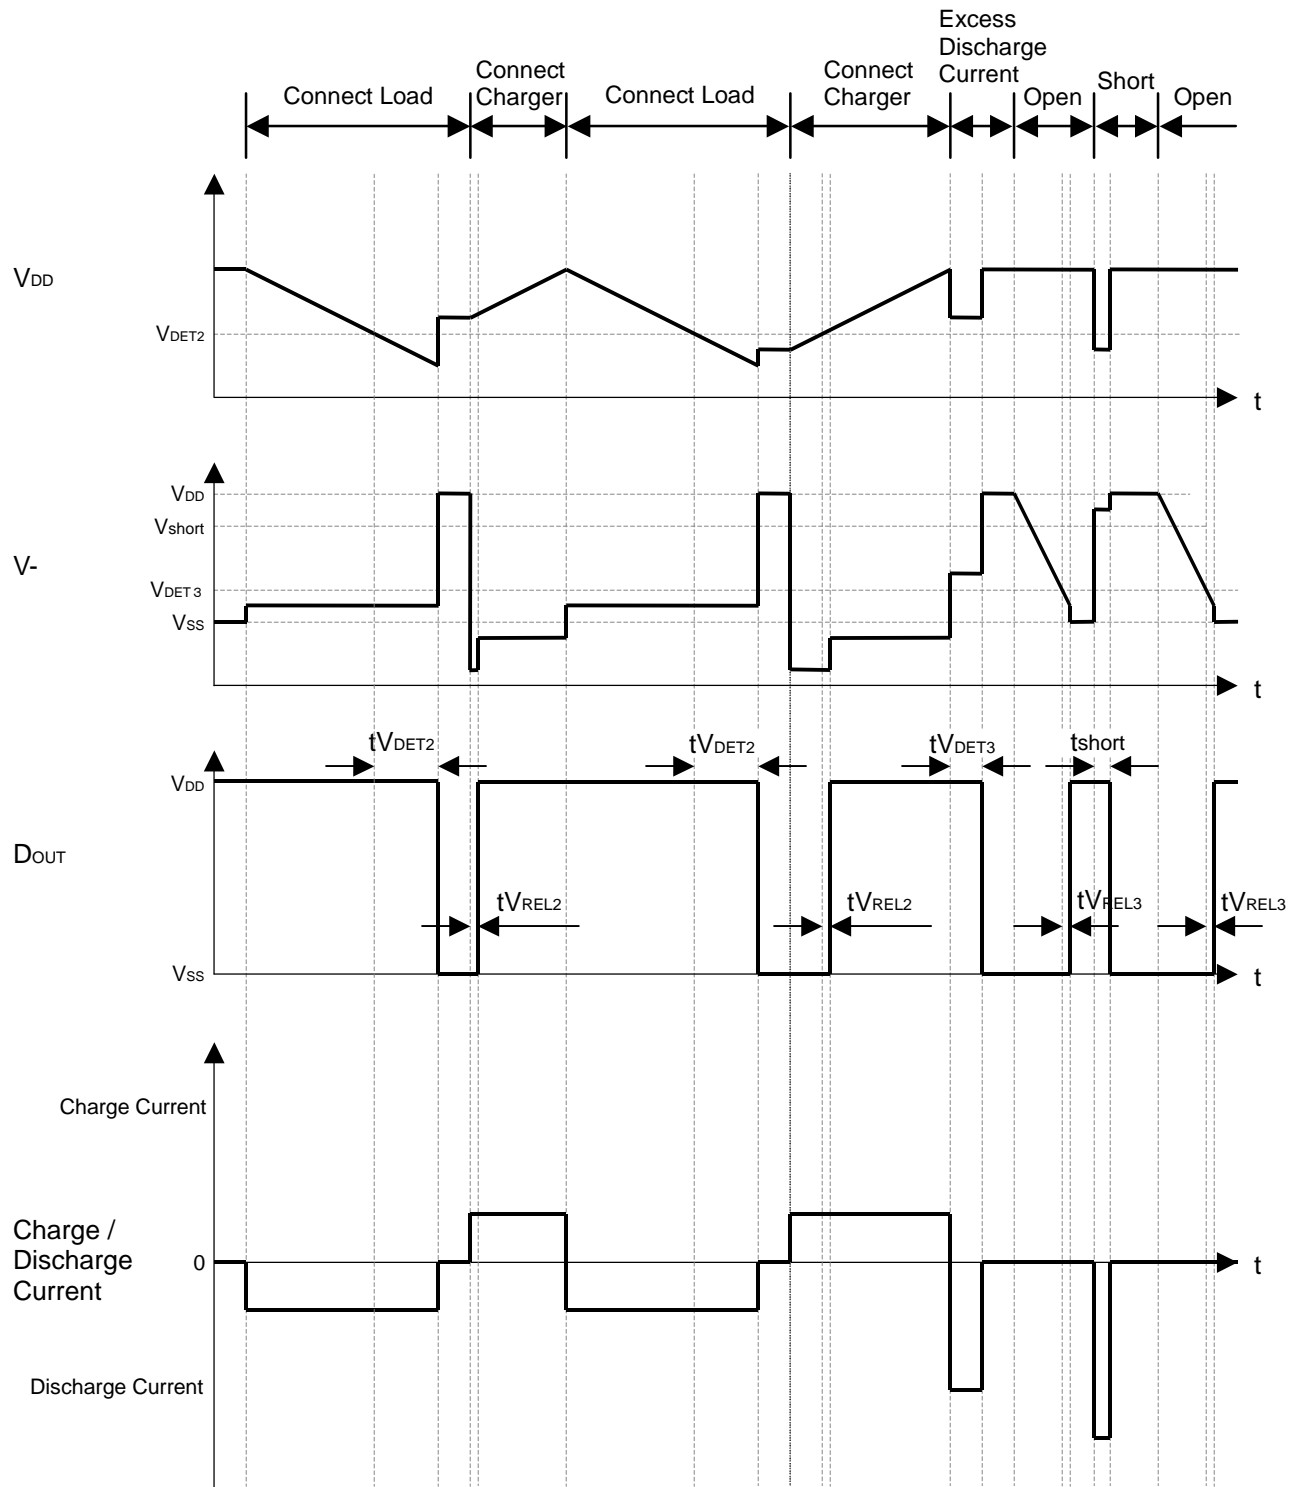 Excess
Discharge
Current
Connect
Charger
Connect
Charger
Connect Load
Connect Load
Open
Short
Open
VDD
VDET2
t
VDD
Vshort
V-
VDET3
VSS
t
tVDET2
tVDET2
tVDET3
tshort
VDD
DOUT
tVREL2
tVREL2
tVREL3
tVREL3
VSS
t
Charge Current
Charge /
Discharge
Current
0
t
Discharge Current